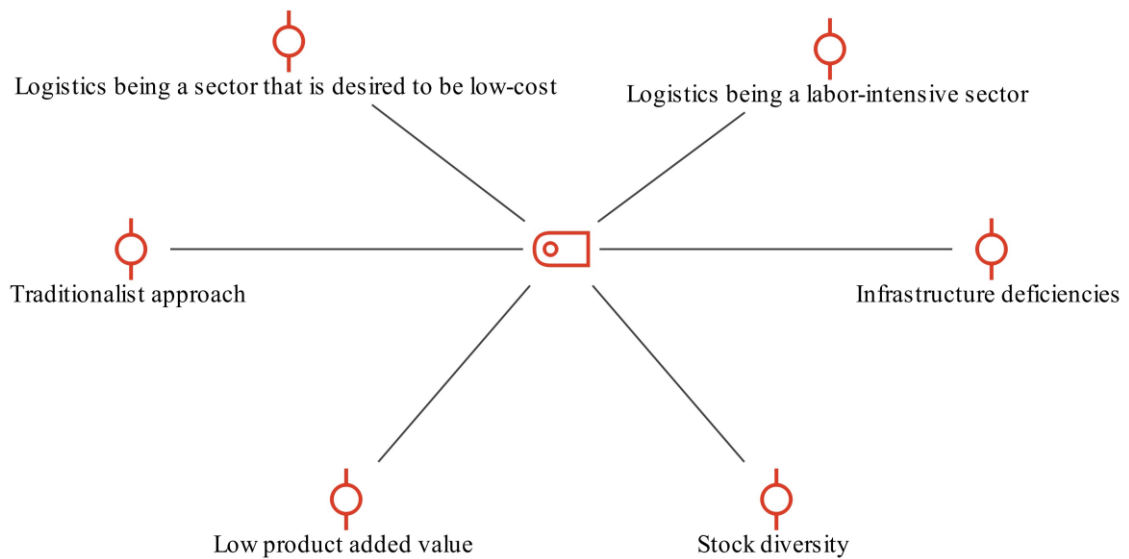 Logistics being a sector that is desired to be low-cost
Logistics being a labor-intensive sector
Traditionalist approach
Infrastructure deficiencies
Low product added value
Stock diversity